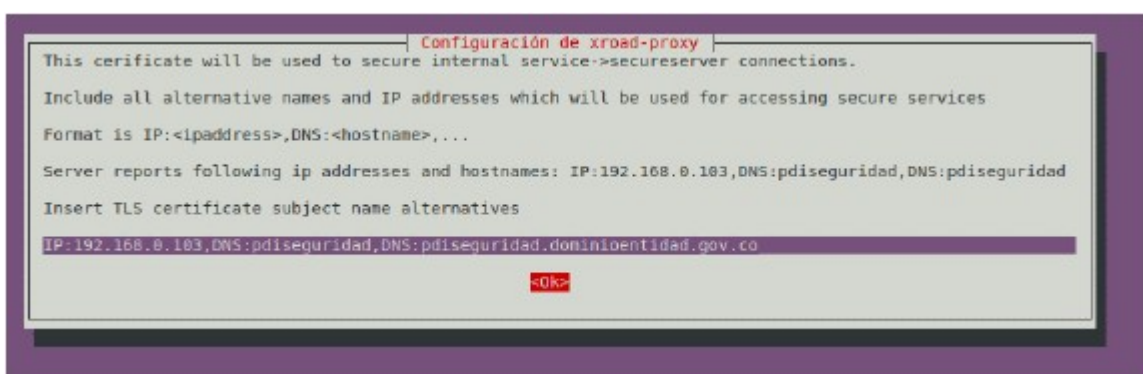 Configuración de xroad-proxy
This cerificate will be used to secure internal service->secureserver connections.
Include all alternative names and IP addresses which will be used for accessing secure services
Format is IP:<ipaddress>,DNS:<hostname>,...
Server reports following ip addresses and hostnames: IP:192.168.0.103,DNS:pdiseguridad,DNS:pdiseguridad
Insert TLS certificate subject name alternatives
IP:192.168.0.103,DNS:pdiseguridad,DNS:pdiseguridad.dominioentidad.gov.co
<Ok>